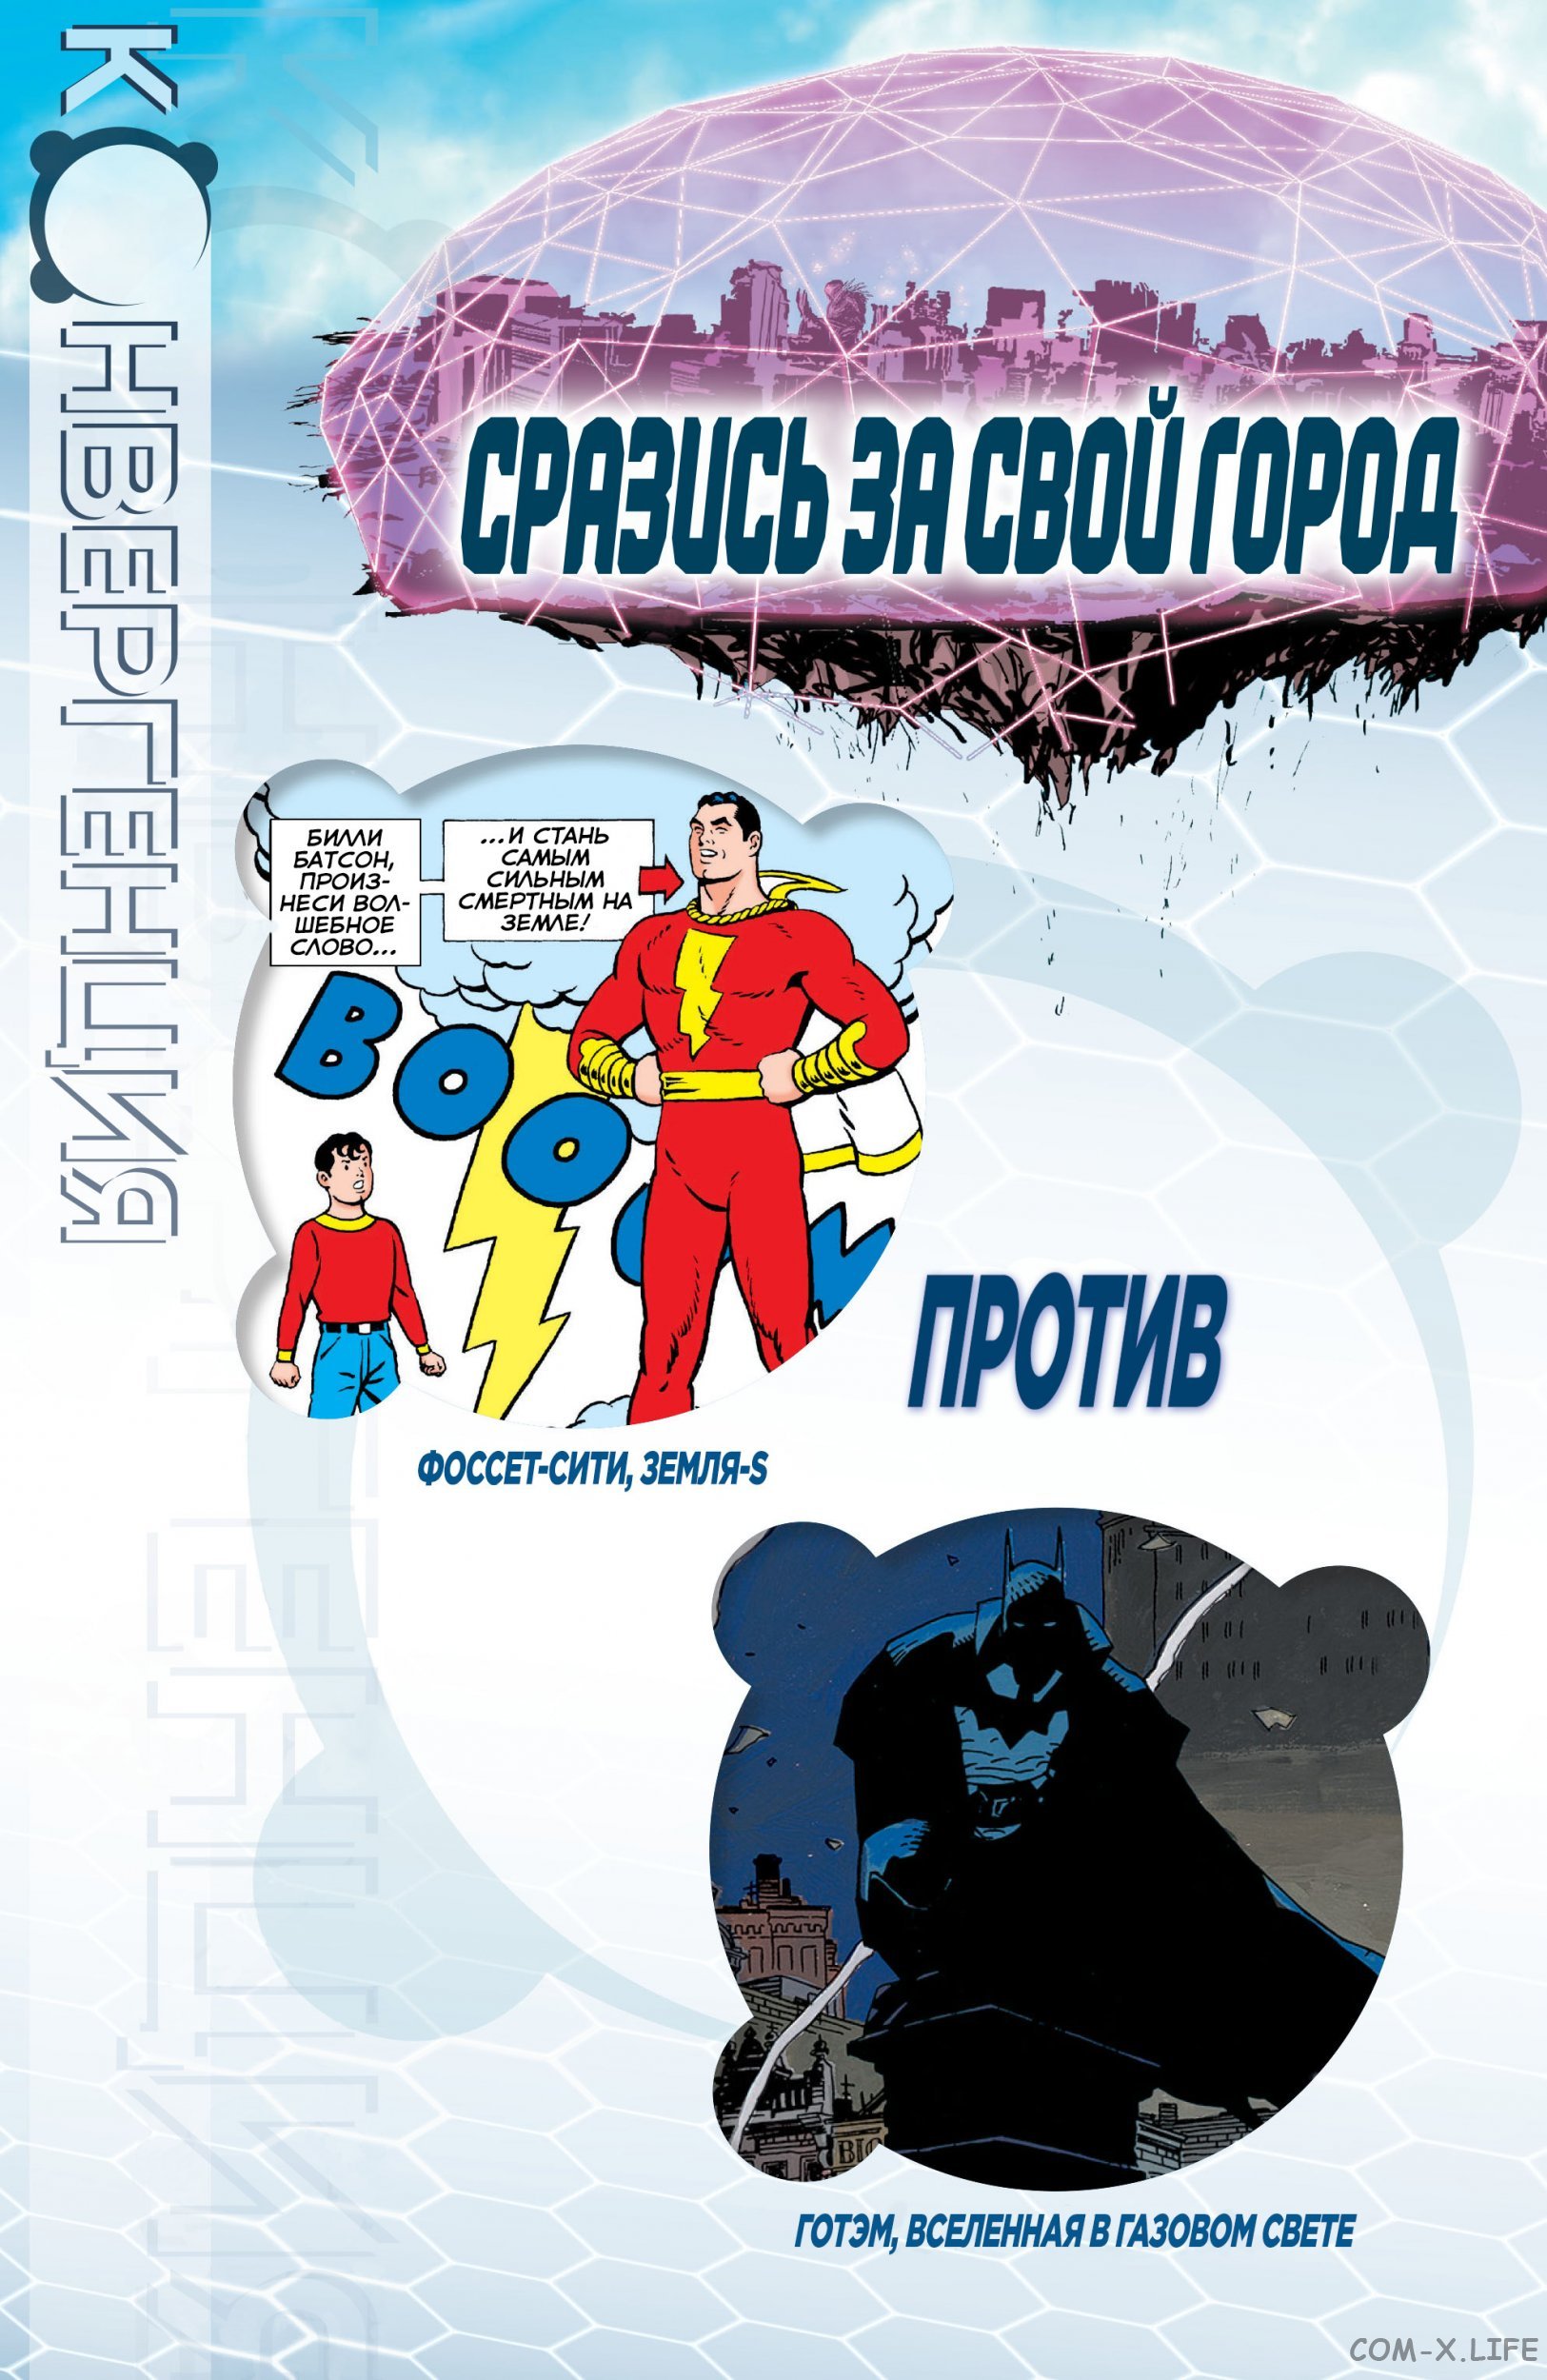 КОНВЕРГЕНЦИЯ
СРАЗИСЬ ЗА СВОЙ ГОРОД
БИЛЛИ
БАТСОН,
ПРОИЗ-
НЕСИ ВОЛ-
ШЕБНОЕ
СЛОВО...
...И СТАНЬ
САМЫМ
СИЛЬНЫМ
СМЕРТНЫМ НА
ЗЕМЛЕ!
BOOM
ПРОТИВ
ФОССЕТ-СИТИ, ЗЕМЛЯ-S
ГОТЭМ, ВСЕЛЕННАЯ В ГАЗОВОМ СВЕТЕ
COM-X.LIFE